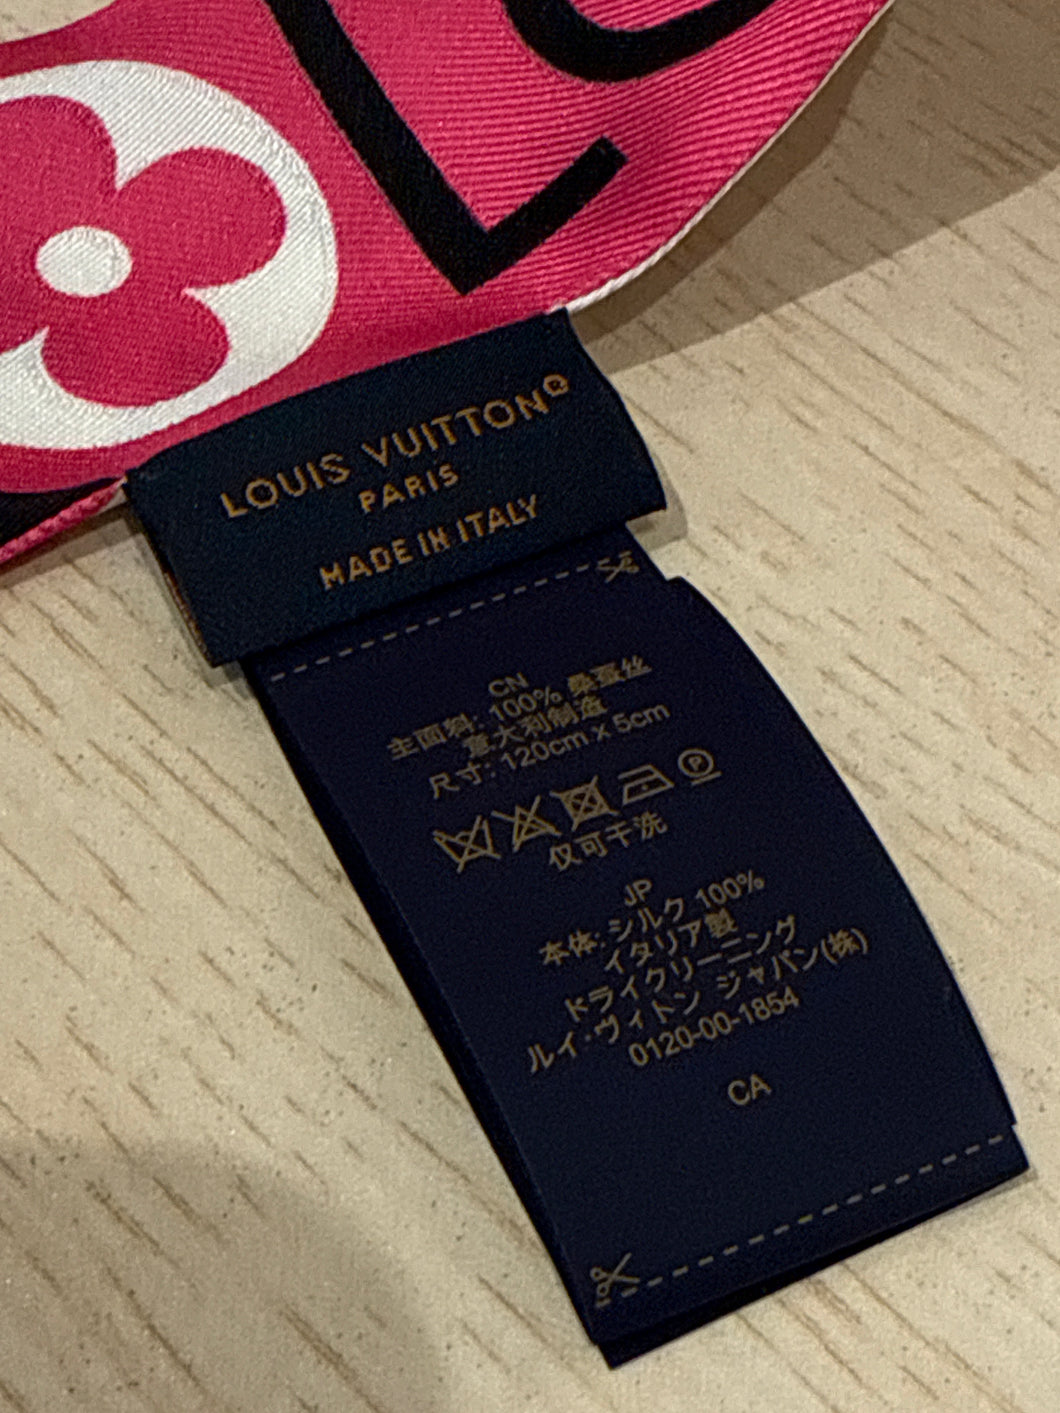 LOUIS VUITTON®
PARIS
MADE IN ITALY
CN
主面料: 100% 桑蚕丝
意大利制造
尺寸: 120cm x 5cm
P
仅可干洗
JP
本体: シルク 100%
イタリア製
ドライクリーニング
ルイ・ヴィトン ジャパン(株)
0120-00-1854
CA